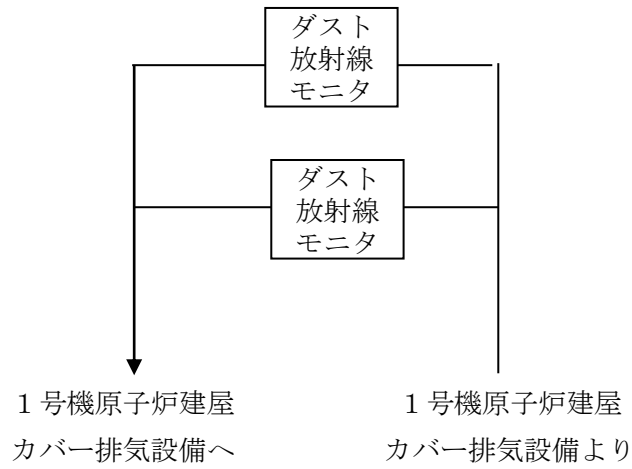 ダスト
放射線
モニタ
ダスト
放射線
モニタ
１号機原子炉建屋
カバー排気設備へ
１号機原子炉建屋
カバー排気設備より